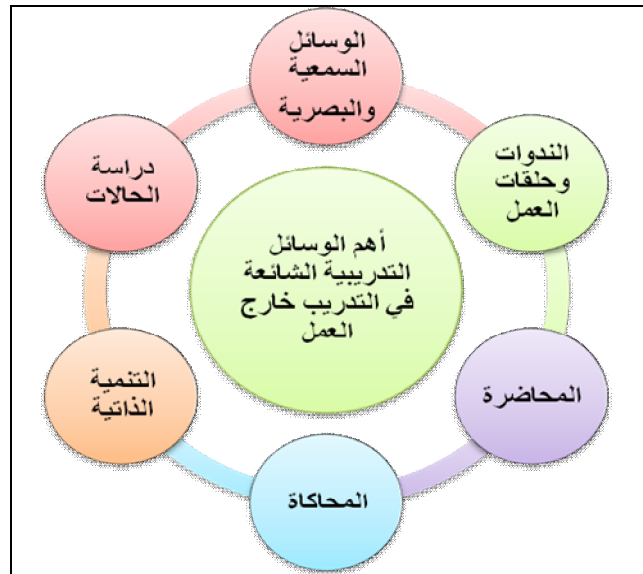 الوسائل
السمعية
والبصرية
الندوات
وحلقات
العمل
دراسة
الحالات
أهم الوسائل
التدريبية الشائعة
في التدريب خارج
العمل
المحاضرة
التنمية
الذاتية
المحاكاة